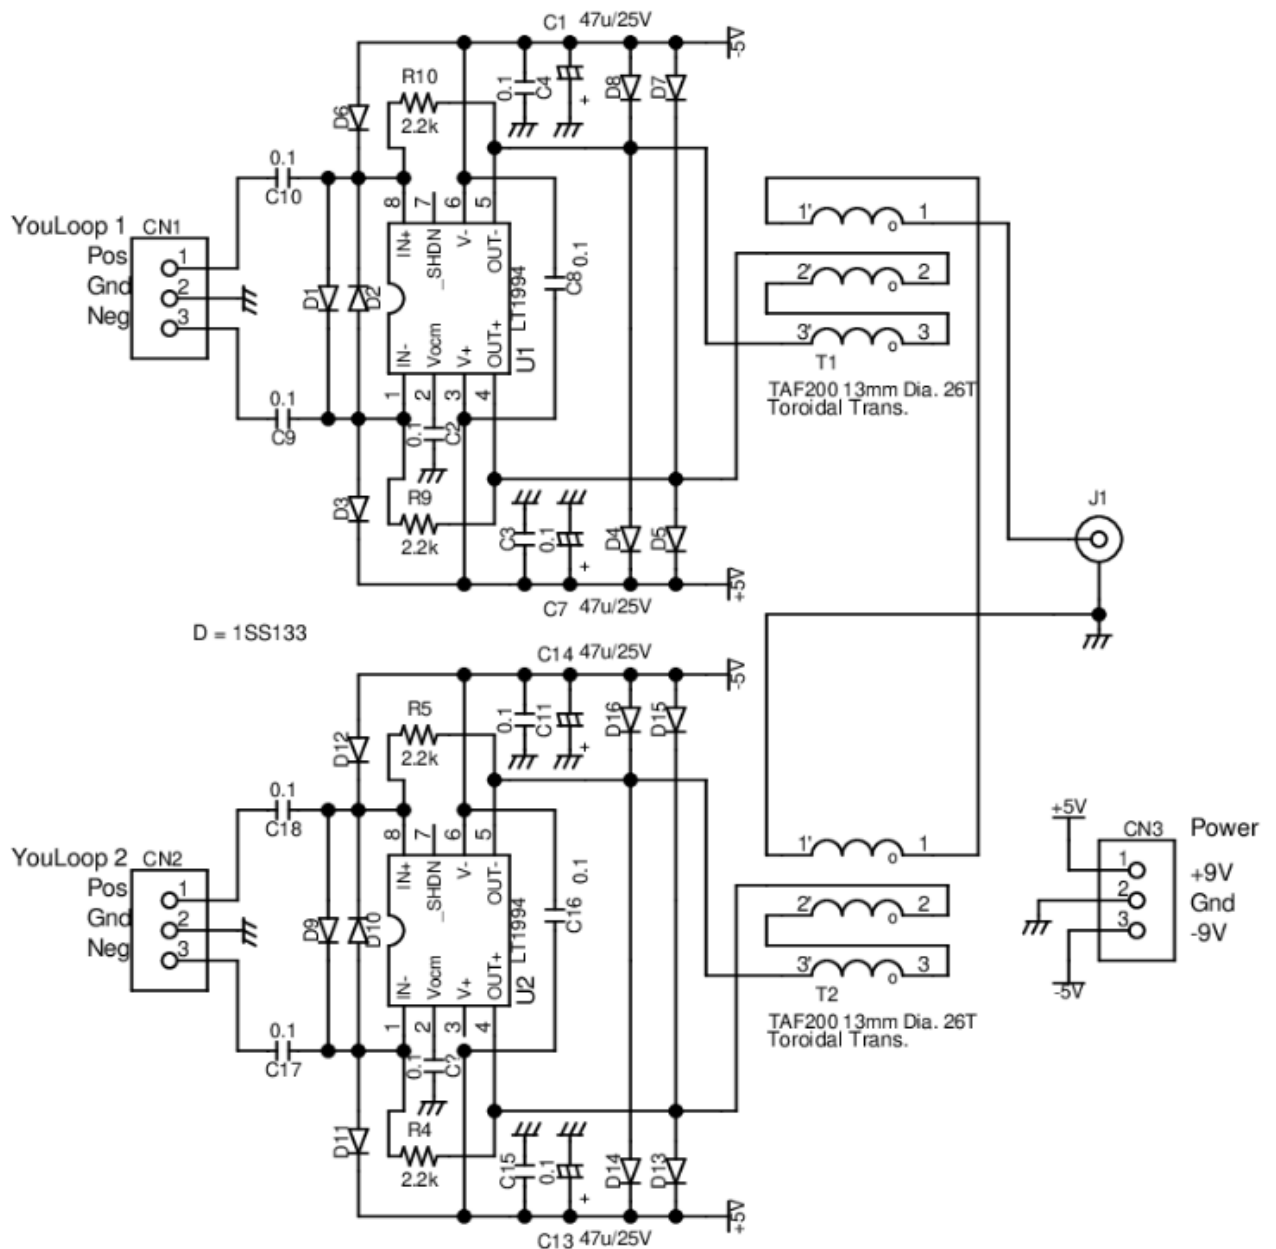 C1 47u/25V
-5V
R10
2.2k
D6
0.1
C4
+
D8
D7
0.1
C10
8
7
6
5
IN+
_SHDN
V-
OUT-
LT1994
C8
0.1
YouLoop 1 CN1
Pos 1
Gnd 2
Neg 3
D1
D2
IN-
Vocm
V+
OUT+
U1
1
2
3
4
0.1
C9
0.1
C2
D3
R9
2.2k
C3
0.1
+
D4
D5
+5V
C7 47u/25V
1' 1
2' 2
3' 3
T1
TAF200 13mm Dia. 26T
Toroidal Trans.
J1
D = 1SS133
C14 47u/25V
-5V
R5
2.2k
D12
0.1
C11
+
D16
D15
0.1
C18
8
7
6
5
IN+
_SHDN
V-
OUT-
LT1994
C16
0.1
YouLoop 2 CN2
Pos 1
Gnd 2
Neg 3
D9
D10
IN-
Vocm
V+
OUT+
U2
1
2
3
4
0.1
C17
0.1
C?
D11
R4
2.2k
C15
0.1
+
D14
D13
+5V
C13 47u/25V
1' 1
2' 2
3' 3
T2
TAF200 13mm Dia. 26T
Toroidal Trans.
+5V
CN3 Power
1 +9V
2 Gnd
3 -9V
-5V